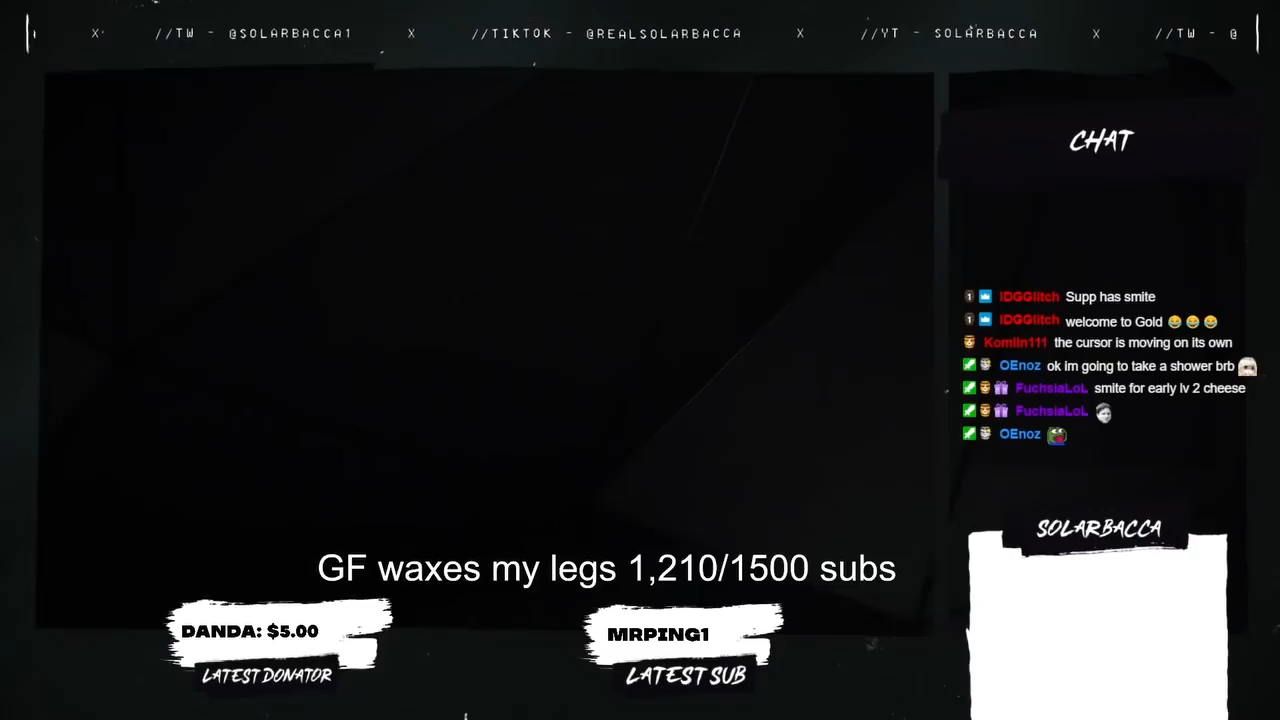 X //TW - @SOLARBACCA1 X //TIKTOK - @REALSOLARBACCA X //YT - SOLARBACCA X //TW - @
CHAT
1 IDGGlitch Supp has smite
1 IDGGlitch welcome to Gold 😂 😂 😂
Komlin111 the cursor is moving on its own
OEnoz ok im going to take a shower brb
FuchsiaLoL smite for early lv 2 cheese
FuchsiaLoL
OEnoz
SOLARBACCA
GF waxes my legs 1,210/1500 subs
DANDA: $5.00
LATEST DONATOR
MRPING1
LATEST SUB